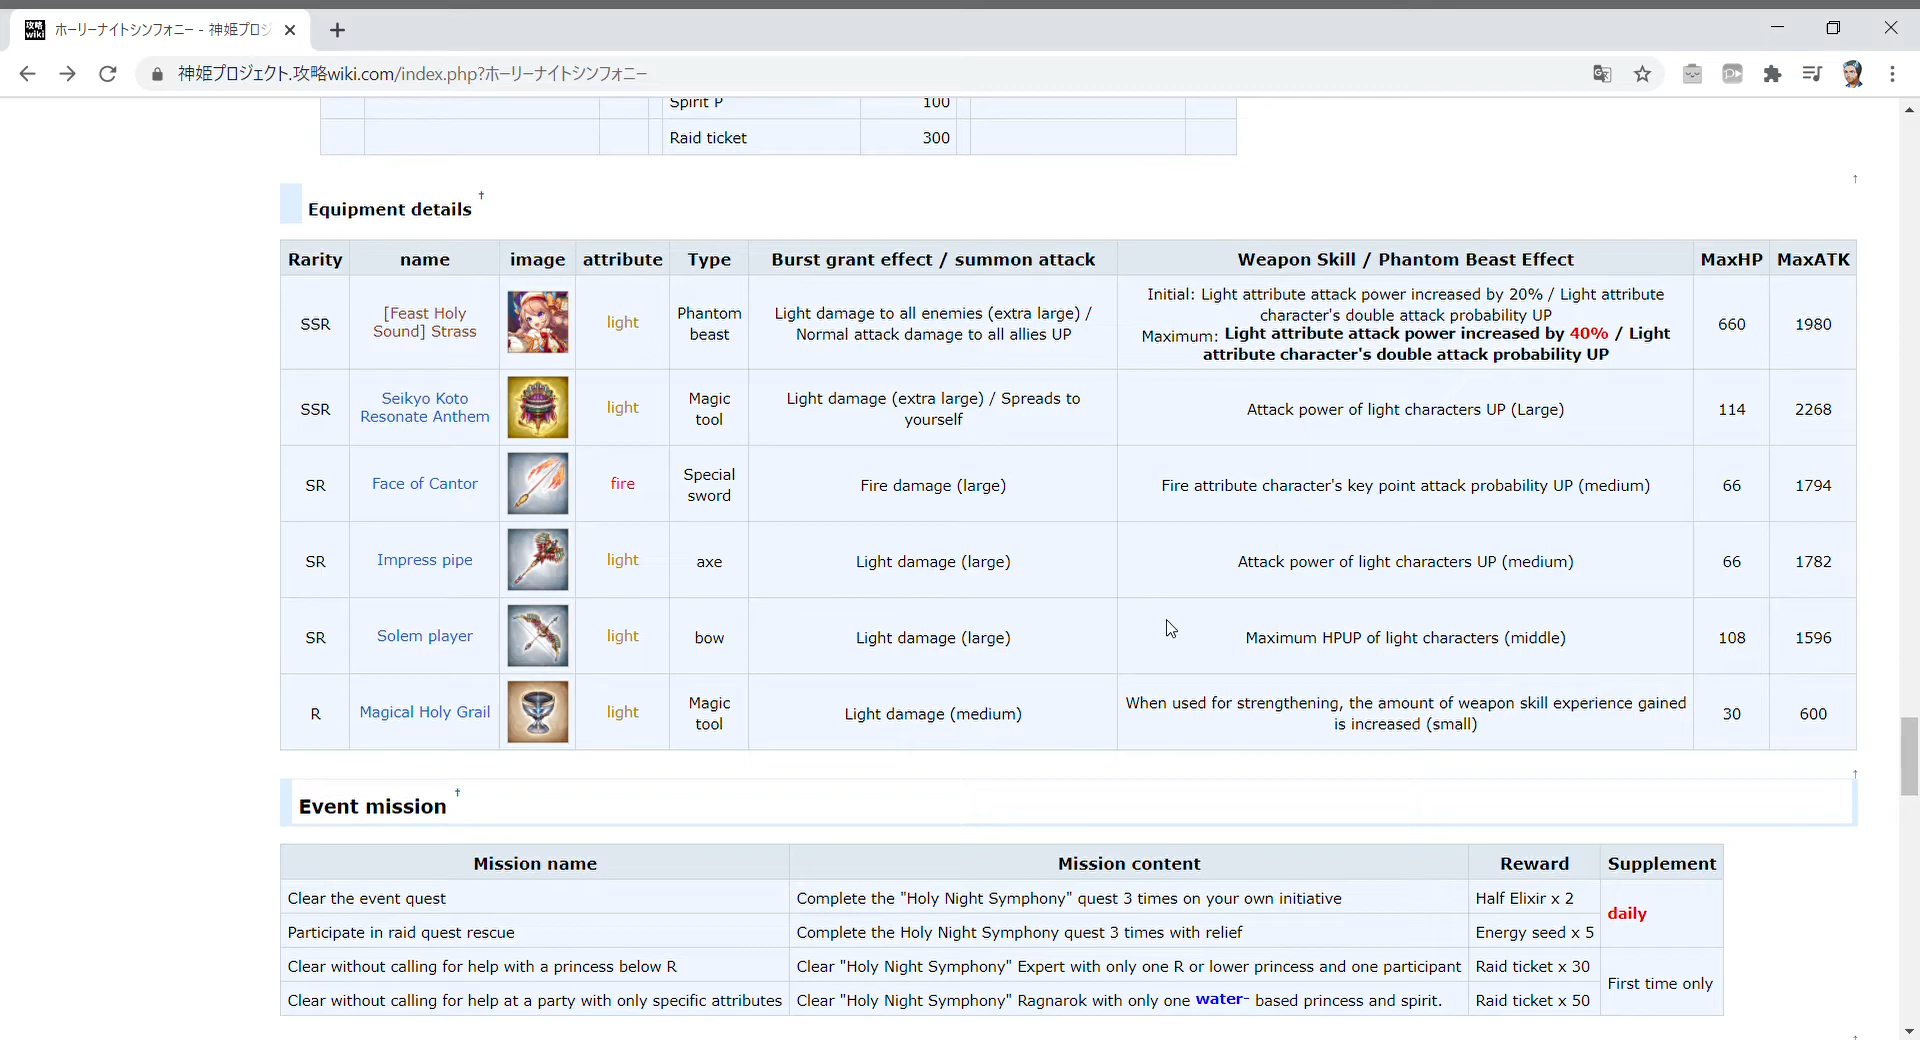 攻略
wiki
ホーリーナイトシンフォニー - 神姫プロジ
神姫プロジェクト.攻略wiki.com/index.php?ホーリーナイトシンフォニー
Spirit P 100
Raid ticket 300
↑
Equipment details †
Rarity name image attribute Type Burst grant effect / summon attack Weapon Skill / Phantom Beast Effect MaxHP MaxATK
SSR [Feast Holy Sound] Strass light Phantom beast Light damage to all enemies (extra large) / Normal attack damage to all allies UP Initial: Light attribute attack power increased by 20% / Light attribute character's double attack probability UP Maximum: Light attribute attack power increased by 40% / Light attribute character's double attack probability UP 660 1980
SSR Seikyo Koto Resonate Anthem light Magic tool Light damage (extra large) / Spreads to yourself Attack power of light characters UP (Large) 114 2268
SR Face of Cantor fire Special sword Fire damage (large) Fire attribute character's key point attack probability UP (medium) 66 1794
SR Impress pipe light axe Light damage (large) Attack power of light characters UP (medium) 66 1782
SR Solem player light bow Light damage (large) Maximum HPUP of light characters (middle) 108 1596
R Magical Holy Grail light Magic tool Light damage (medium) When used for strengthening, the amount of weapon skill experience gained is increased (small) 30 600
↑
Event mission †
Mission name Mission content Reward Supplement
Clear the event quest Complete the "Holy Night Symphony" quest 3 times on your own initiative Half Elixir x 2 daily
Participate in raid quest rescue Complete the Holy Night Symphony quest 3 times with relief Energy seed x 5
Clear without calling for help with a princess below R Clear "Holy Night Symphony" Expert with only one R or lower princess and one participant Raid ticket x 30 First time only
Clear without calling for help at a party with only specific attributes Clear "Holy Night Symphony" Ragnarok with only one water- based princess and spirit. Raid ticket x 50